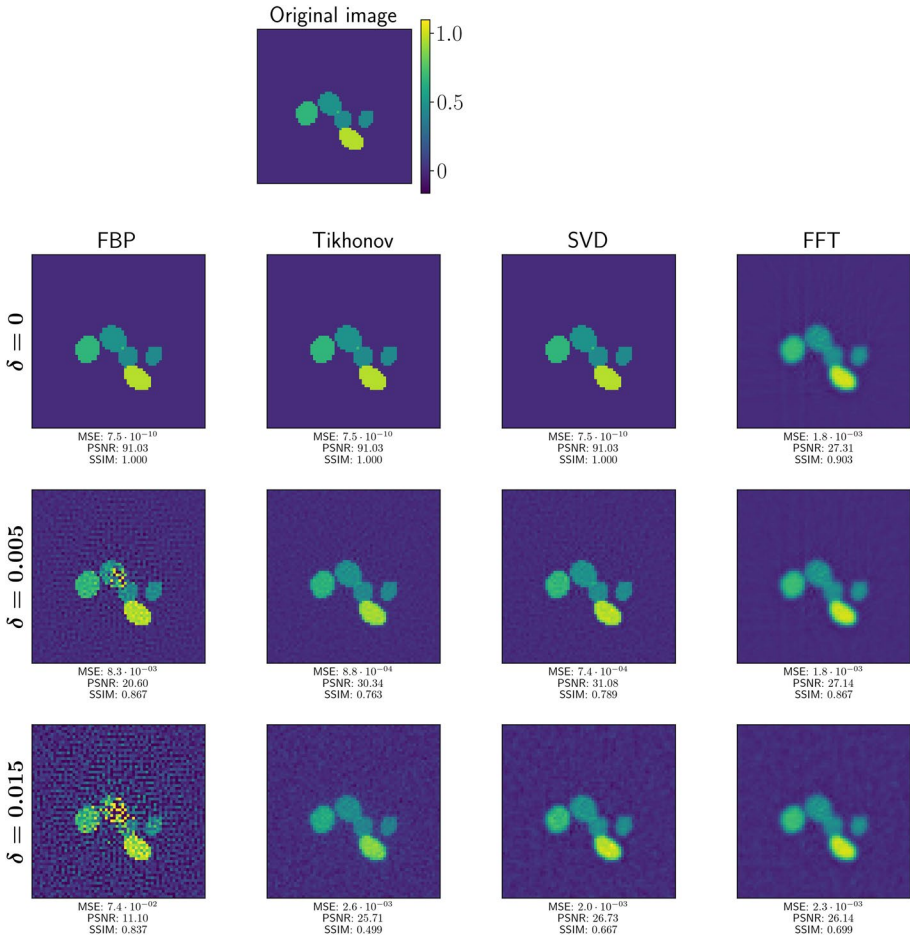 Original image
1.0
0.5
0
FBP Tikhonov SVD FFT
δ = 0
MSE: 7.5 · 10⁻¹⁰ MSE: 7.5 · 10⁻¹⁰ MSE: 7.5 · 10⁻¹⁰ MSE: 1.8 · 10⁻⁰³
PSNR: 91.03 PSNR: 91.03 PSNR: 91.03 PSNR: 27.31
SSIM: 1.000 SSIM: 1.000 SSIM: 1.000 SSIM: 0.903
δ = 0.005
MSE: 8.3 · 10⁻⁰³ MSE: 8.8 · 10⁻⁰⁴ MSE: 7.4 · 10⁻⁰⁴ MSE: 1.8 · 10⁻⁰³
PSNR: 20.60 PSNR: 30.34 PSNR: 31.08 PSNR: 27.14
SSIM: 0.867 SSIM: 0.763 SSIM: 0.789 SSIM: 0.867
δ = 0.015
MSE: 7.4 · 10⁻⁰² MSE: 2.6 · 10⁻⁰³ MSE: 2.0 · 10⁻⁰³ MSE: 2.3 · 10⁻⁰³
PSNR: 11.10 PSNR: 25.71 PSNR: 26.73 PSNR: 26.14
SSIM: 0.837 SSIM: 0.499 SSIM: 0.667 SSIM: 0.699